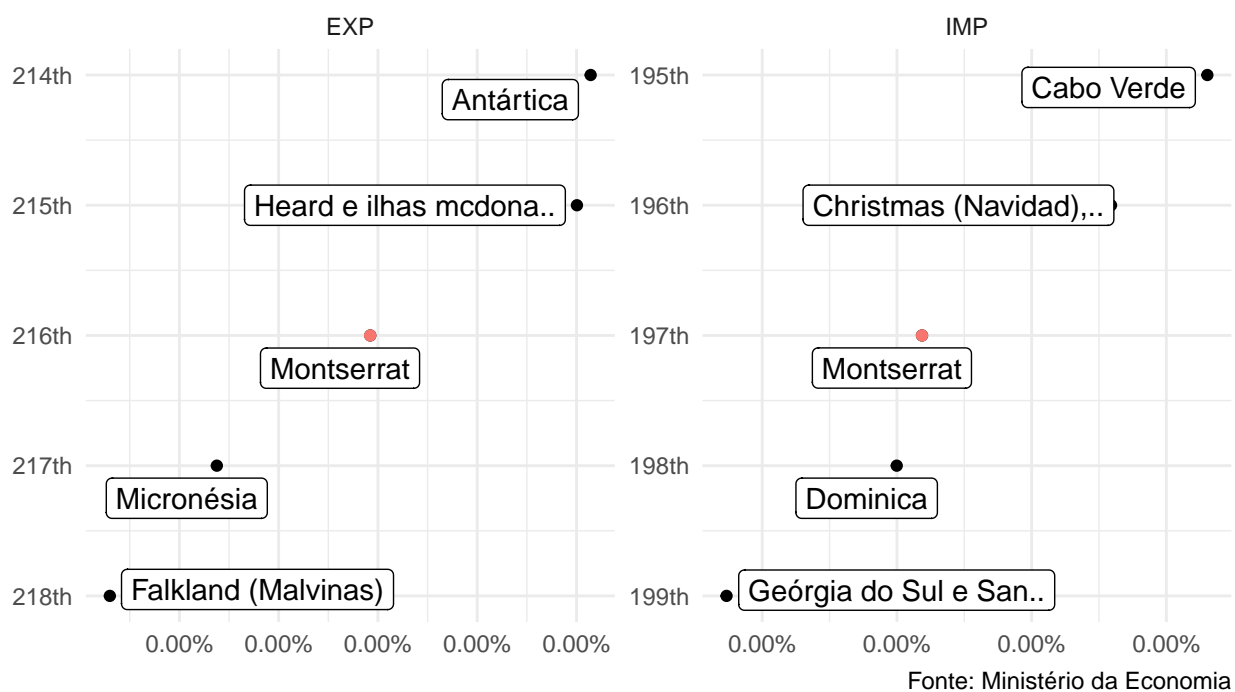 EXP
IMP
214th
Antártica
195th
Cabo Verde
215th
Heard e ilhas mcdona..
196th
Christmas (Navidad),..
216th
Montserrat
197th
Montserrat
217th
Micronésia
198th
Dominica
218th
Falkland (Malvinas)
199th
Geórgia do Sul e San..
0.00% 0.00% 0.00% 0.00% 0.00%
0.00% 0.00% 0.00% 0.00%
Fonte: Ministério da Economia